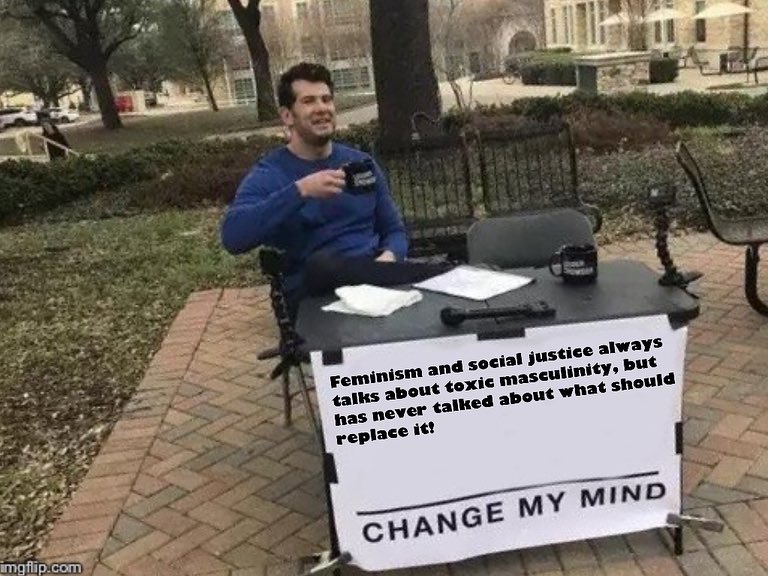 Feminism and social justice always
talks about toxic masculinity, but
has never talked about what should
replace it!
CHANGE MY MIND
imgflip.com